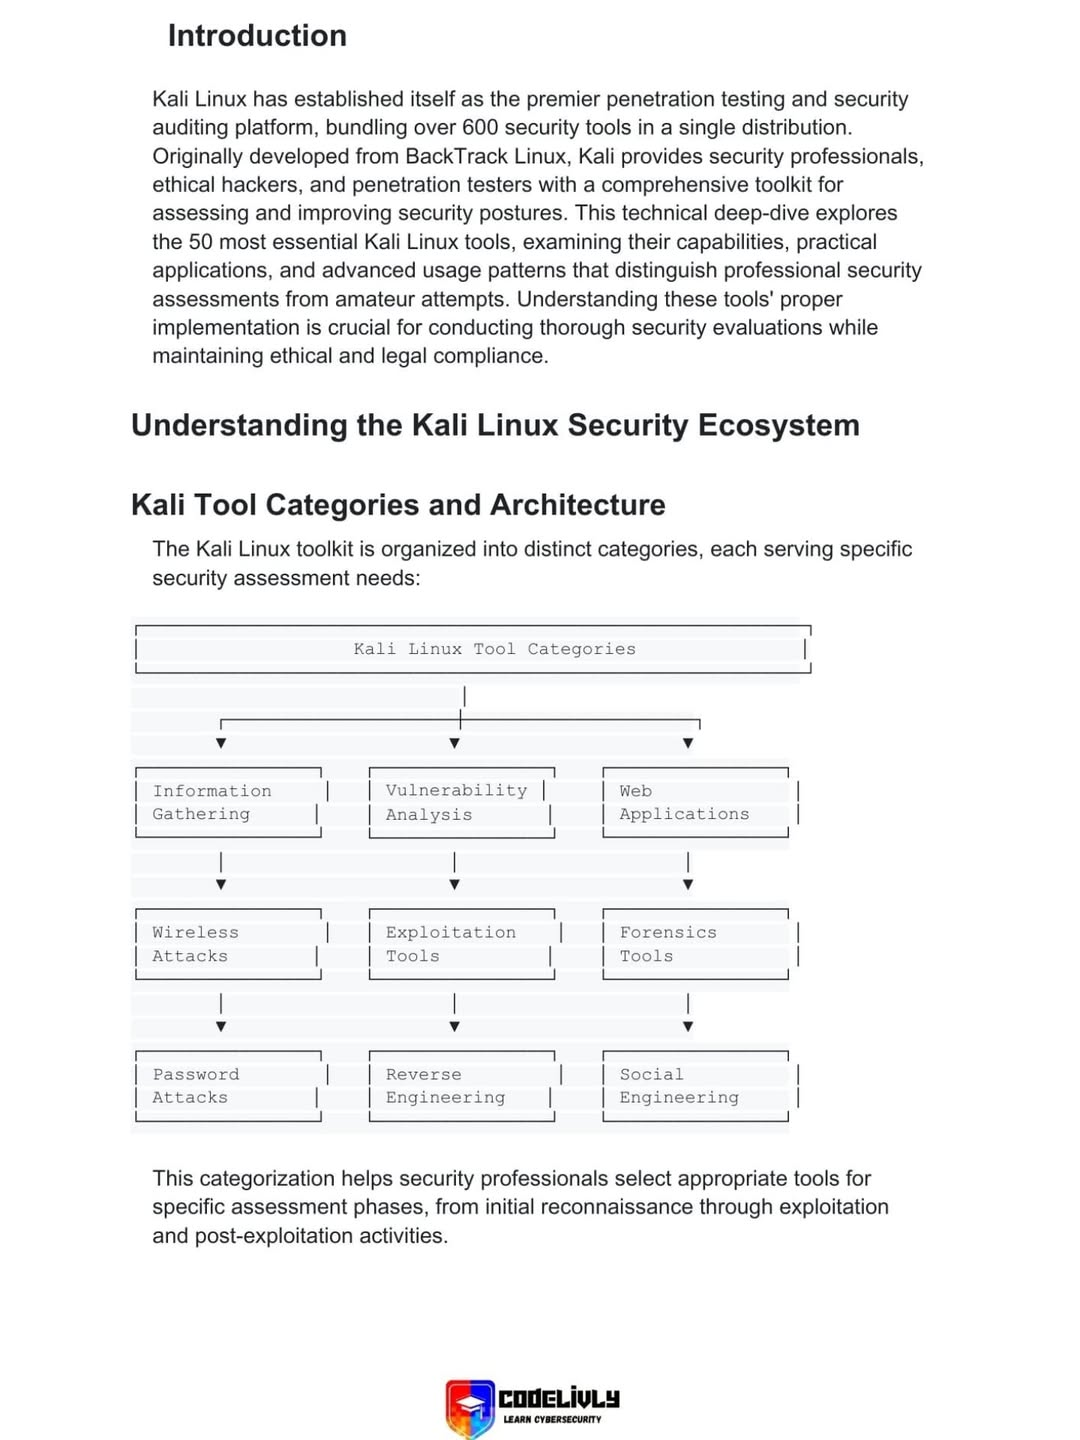 Introduction
Kali Linux has established itself as the premier penetration testing and security
auditing platform, bundling over 600 security tools in a single distribution.
Originally developed from BackTrack Linux, Kali provides security professionals,
ethical hackers, and penetration testers with a comprehensive toolkit for
assessing and improving security postures. This technical deep-dive explores
the 50 most essential Kali Linux tools, examining their capabilities, practical
applications, and advanced usage patterns that distinguish professional security
assessments from amateur attempts. Understanding these tools' proper
implementation is crucial for conducting thorough security evaluations while
maintaining ethical and legal compliance.
Understanding the Kali Linux Security Ecosystem
Kali Tool Categories and Architecture
The Kali Linux toolkit is organized into distinct categories, each serving specific
security assessment needs:
Kali Linux Tool Categories
Information
Gathering
Vulnerability
Analysis
Web
Applications
Wireless
Attacks
Exploitation
Tools
Forensics
Tools
Password
Attacks
Reverse
Engineering
Social
Engineering
This categorization helps security professionals select appropriate tools for
specific assessment phases, from initial reconnaissance through exploitation
and post-exploitation activities.
CODELIVLY
LEARN CYBERSECURITY